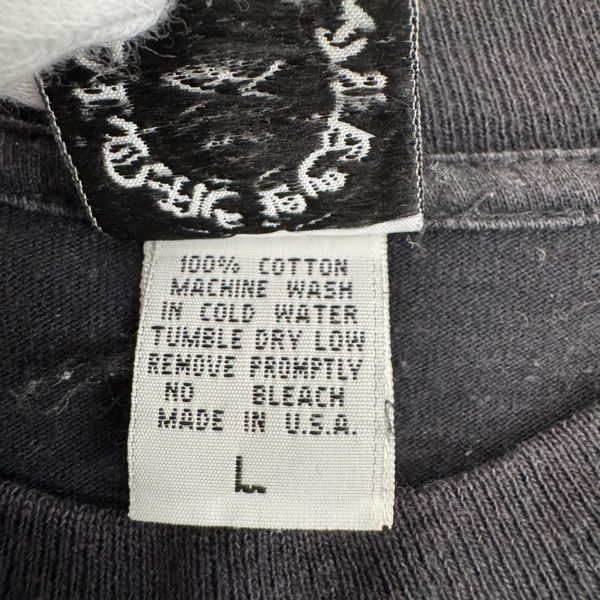 100% COTTON
MACHINE WASH
IN COLD WATER
TUMBLE DRY LOW
REMOVE PROMPTLY
NO BLEACH
MADE IN U.S.A.
L